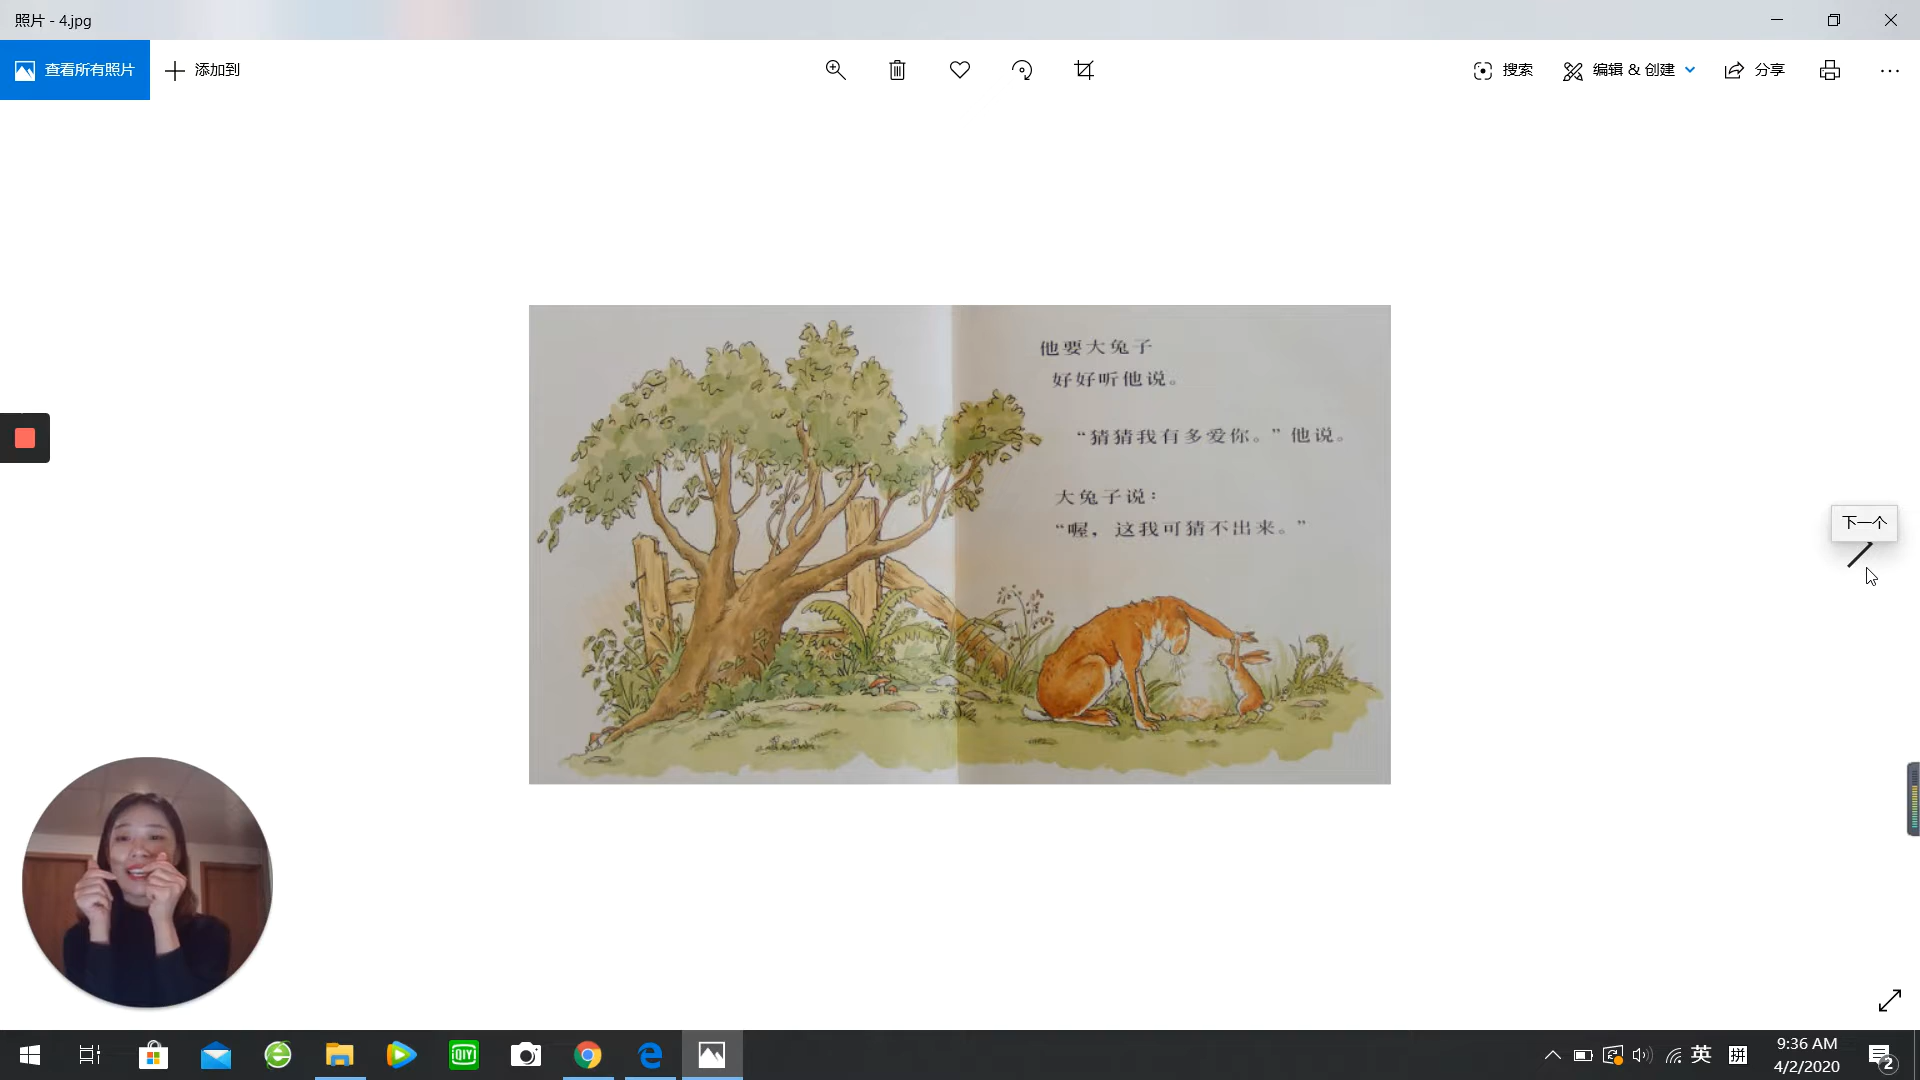 照片 - 4.jpg
查看所有照片
添加到
搜索
编辑 & 创建
分享
他要大兔子
好好听他说。
“猜猜我有多爱你。”他说。
大兔子说：
“喔，这我可猜不出来。”
下一个
iQIYI
英
拼
9:36 AM
4/2/2020
2